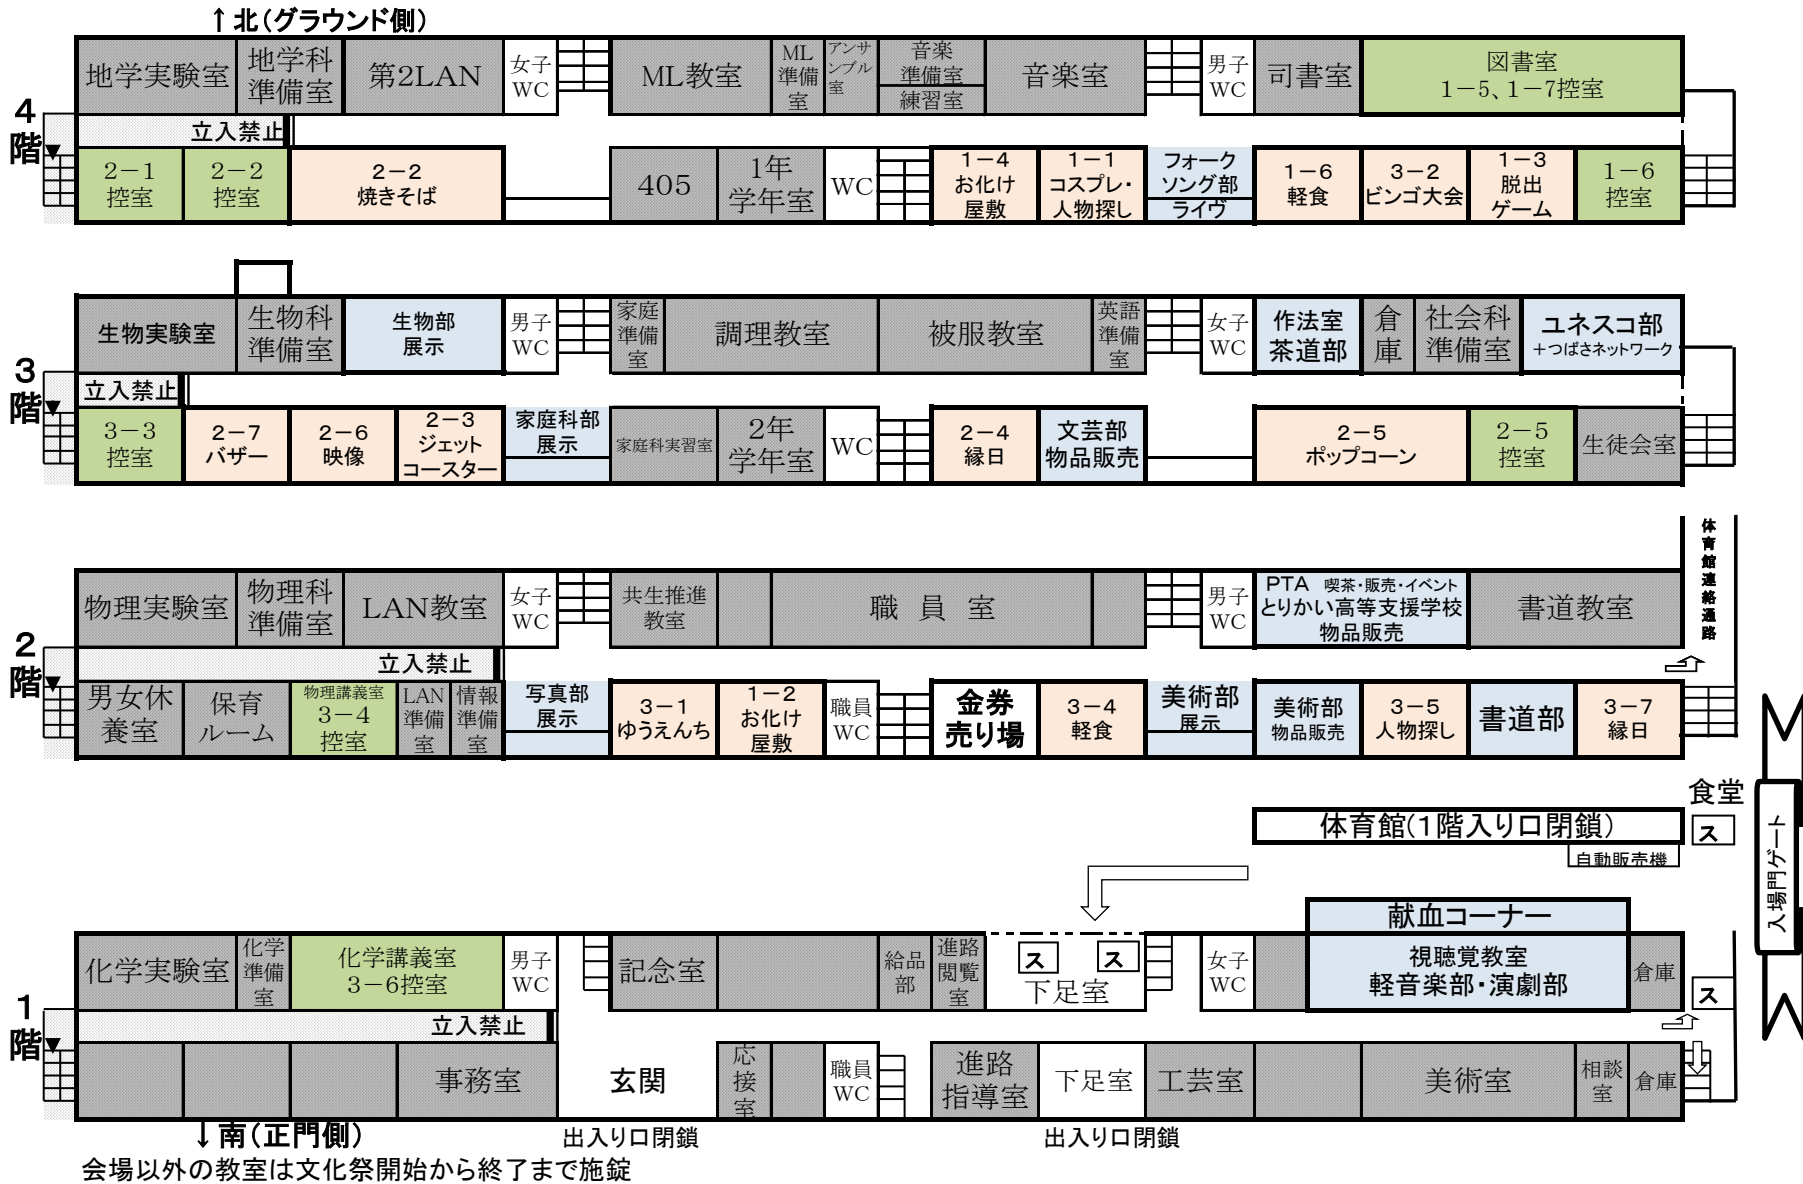 ↑北(グラウンド側)
4階
地学実験室
地学科
準備室
第2LAN
女子
WC
ML教室
ML
準備
室
アンサ
ンブル
室
音楽
準備室
練習室
音楽室
男子
WC
司書室
図書室
1-5、1-7控室
立入禁止
2-1
控室
2-2
控室
2-2
焼きそば
405
1年
学年室
WC
1-4
お化け
屋敷
1-1
コスプレ・
人物探し
フォーク
ソング部
ライヴ
1-6
軽食
3-2
ビンゴ大会
1-3
脱出
ゲーム
1-6
控室
3階
生物実験室
生物科
準備室
生物部
展示
男子
WC
家庭
準備
室
調理教室
被服教室
英語
準備
室
女子
WC
作法室
茶道部
倉
庫
社会科
準備室
ユネスコ部
+つばさネットワーク
立入禁止
3-3
控室
2-7
バザー
2-6
映像
2-3
ジェット
コースター
家庭科部
展示
家庭科実習室
2年
学年室
WC
2-4
縁日
文芸部
物品販売
2-5
ポップコーン
2-5
控室
生徒会室
体育館連絡通路
2階
物理実験室
物理科
準備室
LAN教室
女子
WC
共生推進
教室
職員室
男子
WC
PTA 喫茶・販売・イベント
とりかい高等支援学校
物品販売
書道教室
立入禁止
男女休
養室
保育
ルーム
物理講義室
3-4
控室
LAN
準備
室
情報
準備
室
写真部
展示
3-1
ゆうえんち
1-2
お化け
屋敷
職員
WC
金券
売り場
3-4
軽食
美術部
展示
美術部
物品販売
3-5
人物探し
書道部
3-7
縁日
食堂
ス
体育館(1階入り口閉鎖)
自動販売機
入場門ゲート
献血コーナー
1階
化学実験室
化学
準備
室
化学講義室
3-6控室
男子
WC
記念室
給品
部
進路
閲覧
室
ス
ス
下足室
女子
WC
視聴覚教室
軽音楽部・演劇部
倉庫
ス
立入禁止
事務室
玄関
応
接
室
職員
WC
進路
指導室
下足室
工芸室
美術室
相談
室
倉庫
↓南(正門側)
出入り口閉鎖
出入り口閉鎖
会場以外の教室は文化祭開始から終了まで施錠